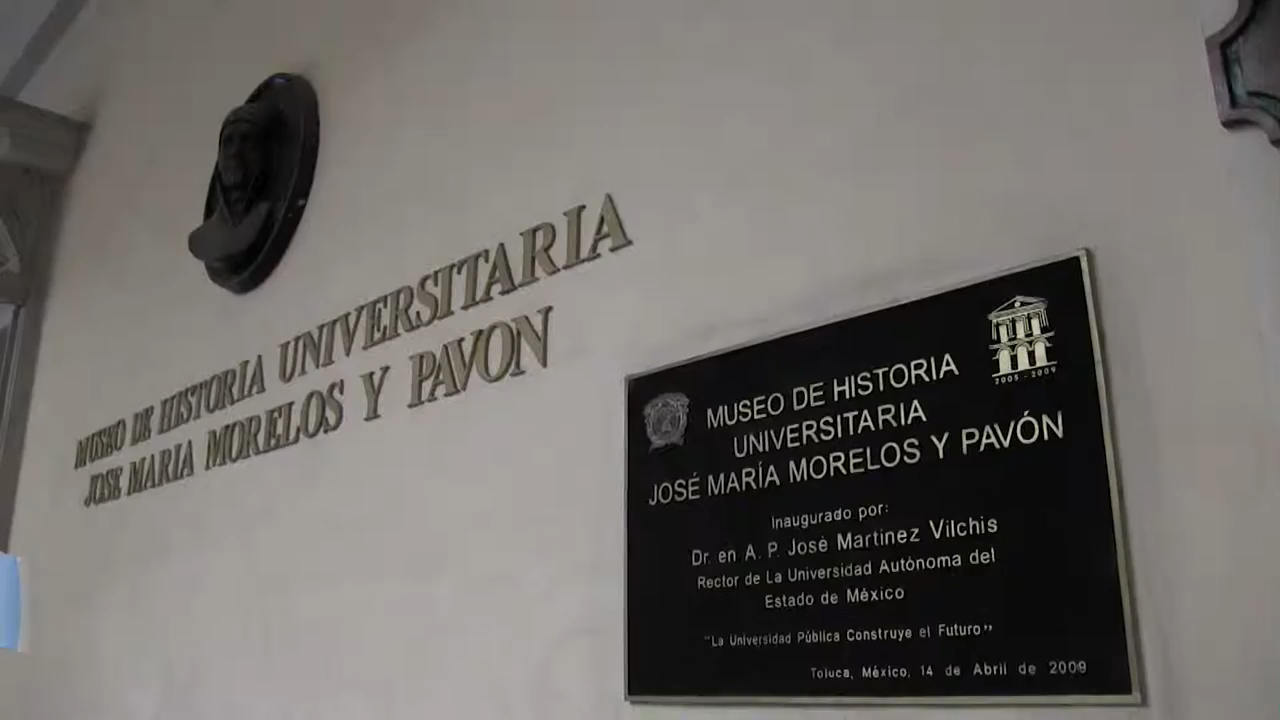 MUSEO DE HISTORIA UNIVERSITARIA
JOSE MARIA MORELOS Y PAVON
2005 - 2009
MUSEO DE HISTORIA
UNIVERSITARIA
JOSÉ MARÍA MORELOS Y PAVÓN
Inaugurado por:
Dr. en A. P. José Martínez Vilchis
Rector de La Universidad Autónoma del
Estado de México
"La Universidad Pública Construye el Futuro"
Toluca, México, 14 de Abril de 2009